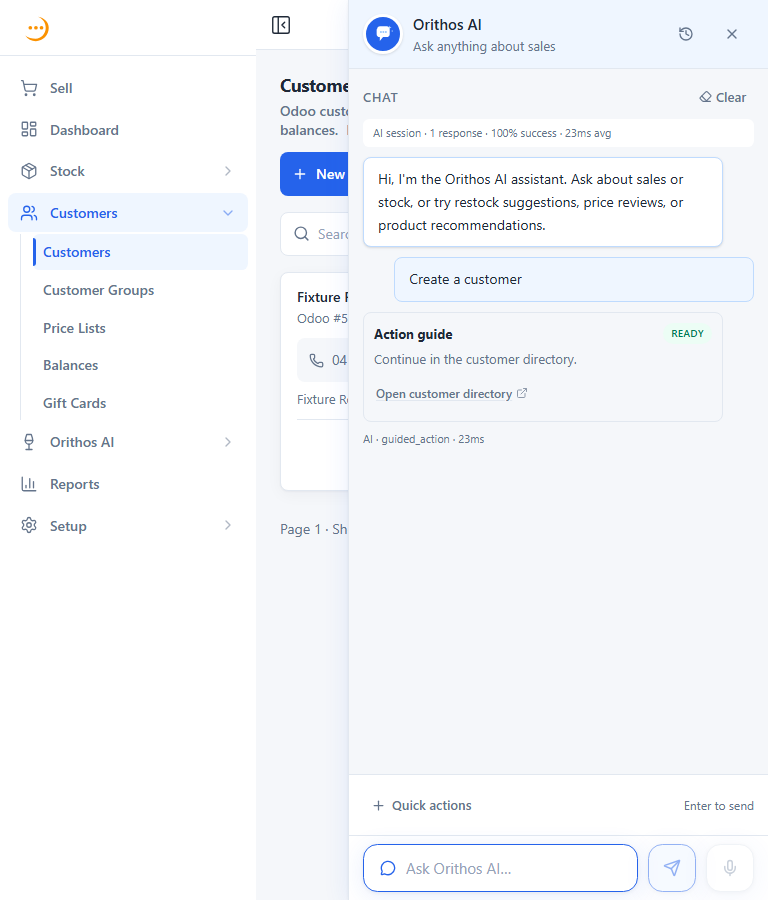 Sell
Dashboard
Stock
Customers
Customers
Customer Groups
Price Lists
Balances
Gift Cards
Orithos AI
Reports
Setup
Custome
Odoo custo
balances.
New
Searc
Fixture F
Odoo #5
04
Fixture Re
Page 1 · Sh
Orithos AI
Ask anything about sales
CHAT
Clear
AI session · 1 response · 100% success · 23ms avg
Hi, I'm the Orithos AI assistant. Ask about sales or
stock, or try restock suggestions, price reviews, or
product recommendations.
Create a customer
Action guide
READY
Continue in the customer directory.
Open customer directory
AI · guided_action · 23ms
Quick actions
Enter to send
Ask Orithos AI...